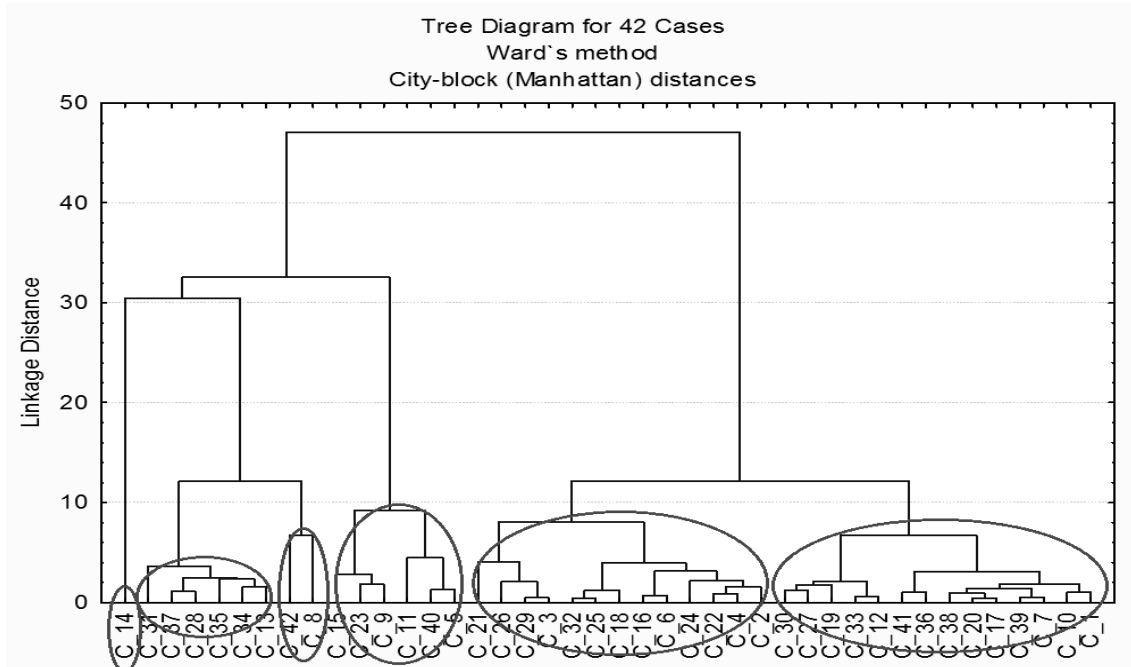 Tree Diagram for 42 Cases
Ward`s method
City-block (Manhattan) distances
Linkage Distance
50
40
30
20
10
0
C_14
C_31
C_37
C_28
C_35
C_34
C_13
C_42
C_8
C_15
C_23
C_9
C_11
C_40
C_5
C_21
C_26
C_29
C_3
C_32
C_25
C_18
C_16
C_6
C_24
C_22
C_4
C_2
C_30
C_27
C_19
C_33
C_12
C_41
C_36
C_38
C_20
C_17
C_39
C_7
C_10
C_1